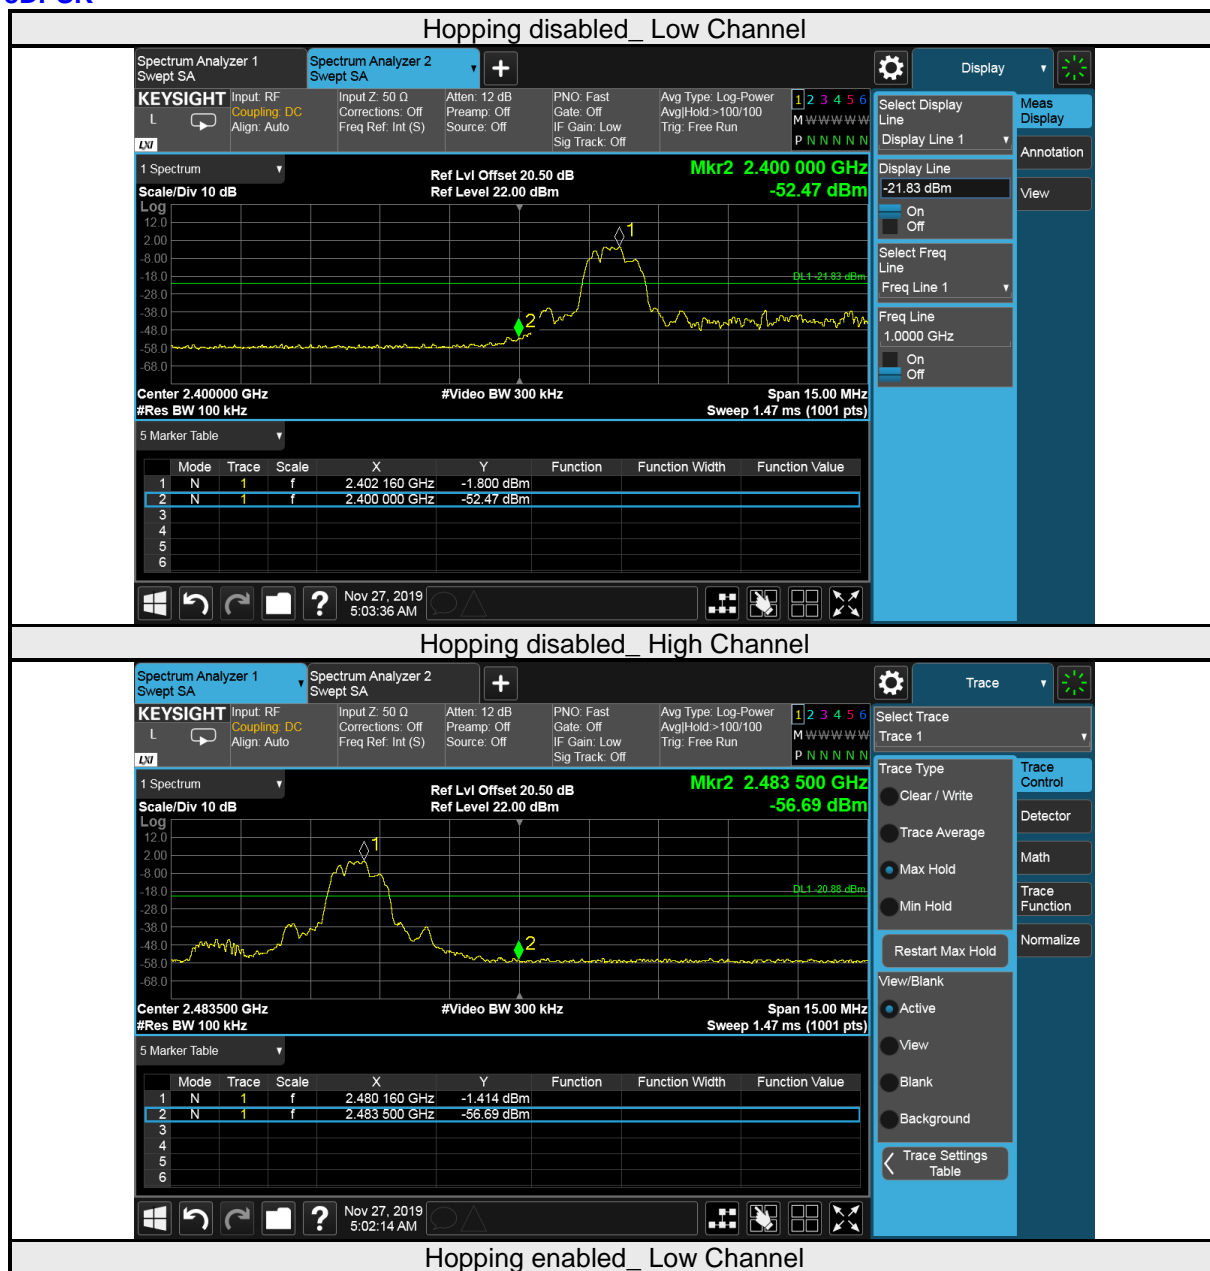 Hopping disabled_ Low Channel
Spectrum Analyzer 1
Swept SA
Spectrum Analyzer 2
Swept SA
Display
KEYSIGHT
L
LXI
Input: RF
Coupling: DC
Align: Auto
Input Z: 50 Ω
Corrections: Off
Freq Ref: Int (S)
Atten: 12 dB
Preamp: Off
Source: Off
PNO: Fast
Gate: Off
IF Gain: Low
Sig Track: Off
Avg Type: Log-Power
Avg|Hold:>100/100
Trig: Free Run
1 2 3 4 5 6
M W W W W W
P N N N N N
1 Spectrum
Scale/Div 10 dB
Ref Lvl Offset 20.50 dB
Ref Level 22.00 dBm
Mkr2 2.400 000 GHz
-52.47 dBm
Log
12.0
2.00
-8.00
-18.0
-28.0
-38.0
-48.0
-58.0
-68.0
1
2
DL1 -21.83 dBm
Center 2.400000 GHz
#Res BW 100 kHz
#Video BW 300 kHz
Span 15.00 MHz
Sweep 1.47 ms (1001 pts)
5 Marker Table
Mode Trace Scale X Y Function Function Width Function Value
1 N 1 f 2.402 160 GHz -1.800 dBm
2 N 1 f 2.400 000 GHz -52.47 dBm
3
4
5
6
Nov 27, 2019
5:03:36 AM
Select Display
Line
Display Line 1
Display Line
-21.83 dBm
On
Off
Select Freq
Line
Freq Line 1
Freq Line
1.0000 GHz
On
Off
Meas
Display
Annotation
View
Hopping disabled_ High Channel
Spectrum Analyzer 1
Swept SA
Spectrum Analyzer 2
Swept SA
Trace
KEYSIGHT
L
LXI
Input: RF
Coupling: DC
Align: Auto
Input Z: 50 Ω
Corrections: Off
Freq Ref: Int (S)
Atten: 12 dB
Preamp: Off
Source: Off
PNO: Fast
Gate: Off
IF Gain: Low
Sig Track: Off
Avg Type: Log-Power
Avg|Hold:>100/100
Trig: Free Run
1 2 3 4 5 6
M W W W W W
P N N N N N
1 Spectrum
Scale/Div 10 dB
Ref Lvl Offset 20.50 dB
Ref Level 22.00 dBm
Mkr2 2.483 500 GHz
-56.69 dBm
Log
12.0
2.00
-8.00
-18.0
-28.0
-38.0
-48.0
-58.0
-68.0
1
2
DL1 -20.88 dBm
Center 2.483500 GHz
#Res BW 100 kHz
#Video BW 300 kHz
Span 15.00 MHz
Sweep 1.47 ms (1001 pts)
5 Marker Table
Mode Trace Scale X Y Function Function Width Function Value
1 N 1 f 2.480 160 GHz -1.414 dBm
2 N 1 f 2.483 500 GHz -56.69 dBm
3
4
5
6
Nov 27, 2019
5:02:14 AM
Select Trace
Trace 1
Trace Type
Clear / Write
Trace Average
Max Hold
Min Hold
Restart Max Hold
View/Blank
Active
View
Blank
Background
Trace Settings
Table
Trace
Control
Detector
Math
Trace
Function
Normalize
Hopping enabled_ Low Channel